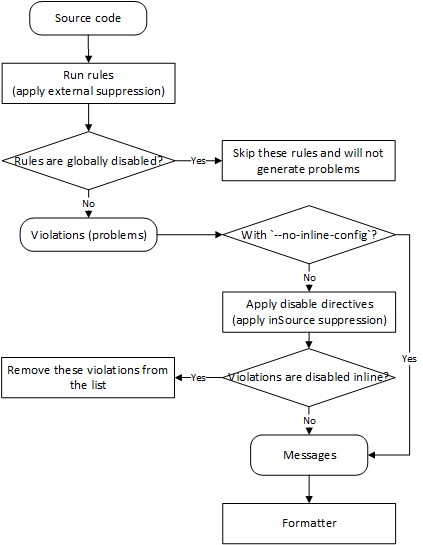 Source code
Run rules
(apply external suppression)
Rules are globally disabled?
Yes
Skip these rules and will not
generate problems
No
Violations (problems)
With `--no-inline-config`?
No
Apply disable directives
(apply inSource suppression)
Yes
Violations are disabled inline?
Yes
Remove these violations from
the list
No
Messages
Formatter